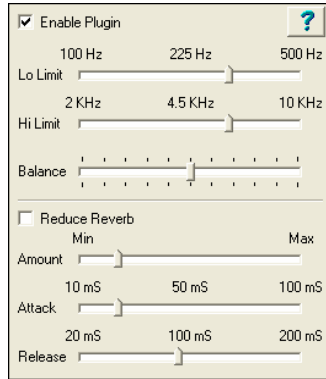 Enable Plugin ?
100 Hz 225 Hz 500 Hz
Lo Limit
2 KHz 4.5 KHz 10 KHz
Hi Limit
Balance
Reduce Reverb
Min Max
Amount
10 mS 50 mS 100 mS
Attack
20 mS 100 mS 200 mS
Release